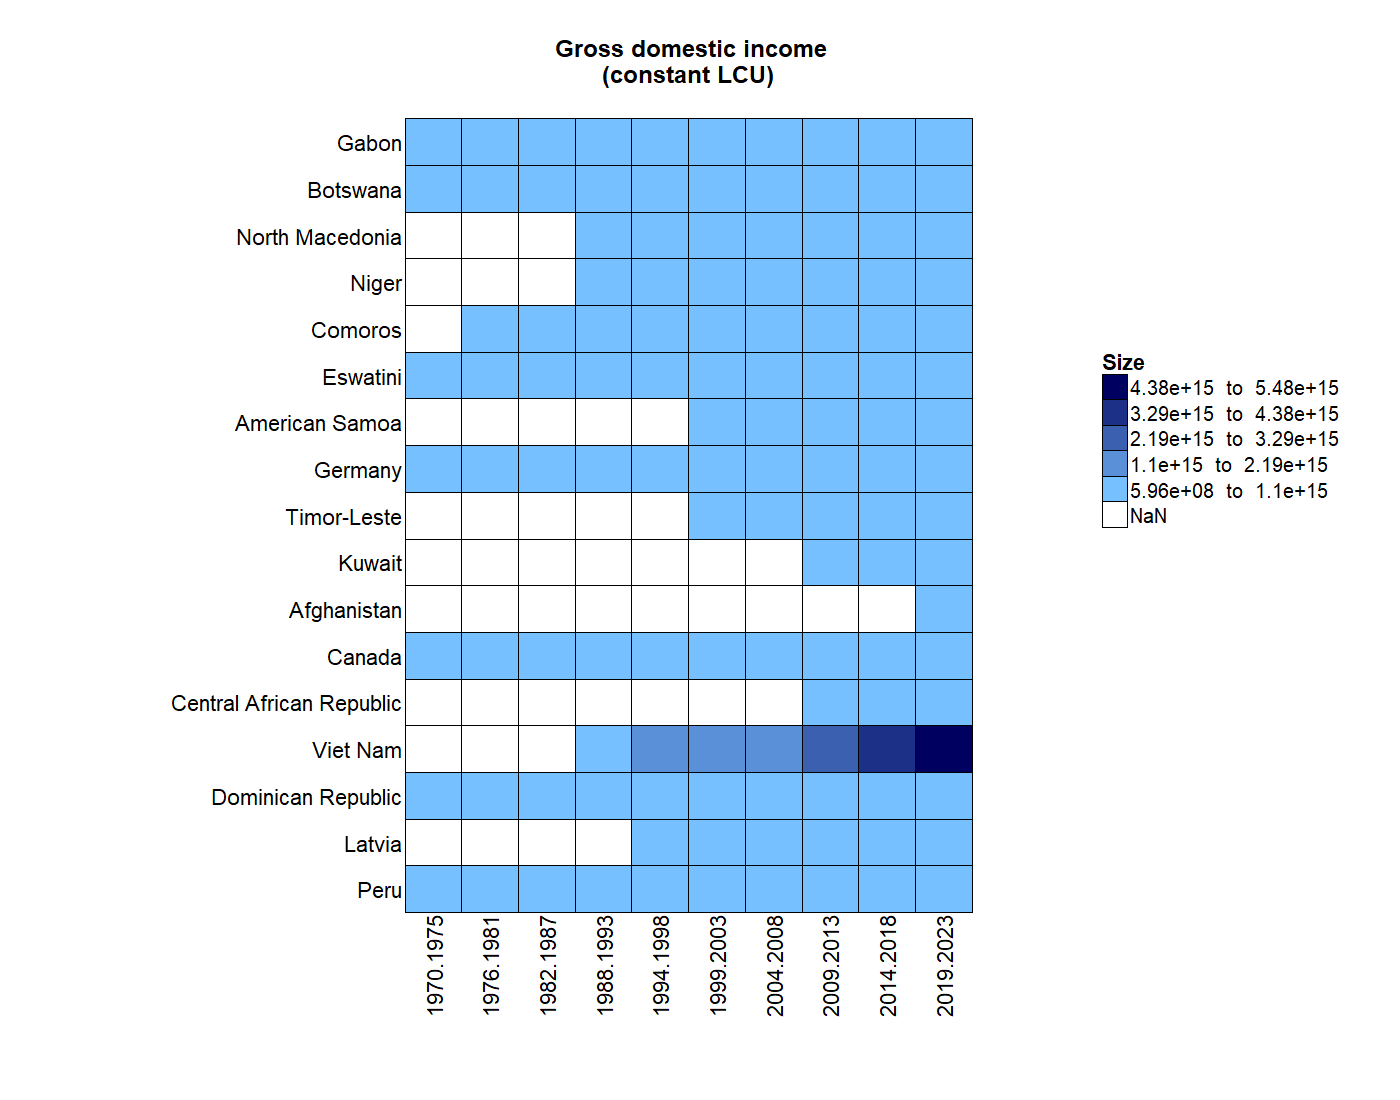 Gross domestic income
(constant LCU)
Gabon
Botswana
North Macedonia
Niger
Comoros
Eswatini
American Samoa
Germany
Timor-Leste
Kuwait
Afghanistan
Canada
Central African Republic
Viet Nam
Dominican Republic
Latvia
Peru
1970.1975
1976.1981
1982.1987
1988.1993
1994.1998
1999.2003
2004.2008
2009.2013
2014.2018
2019.2023
Size
4.38e+15 to 5.48e+15
3.29e+15 to 4.38e+15
2.19e+15 to 3.29e+15
1.1e+15 to 2.19e+15
5.96e+08 to 1.1e+15
NaN